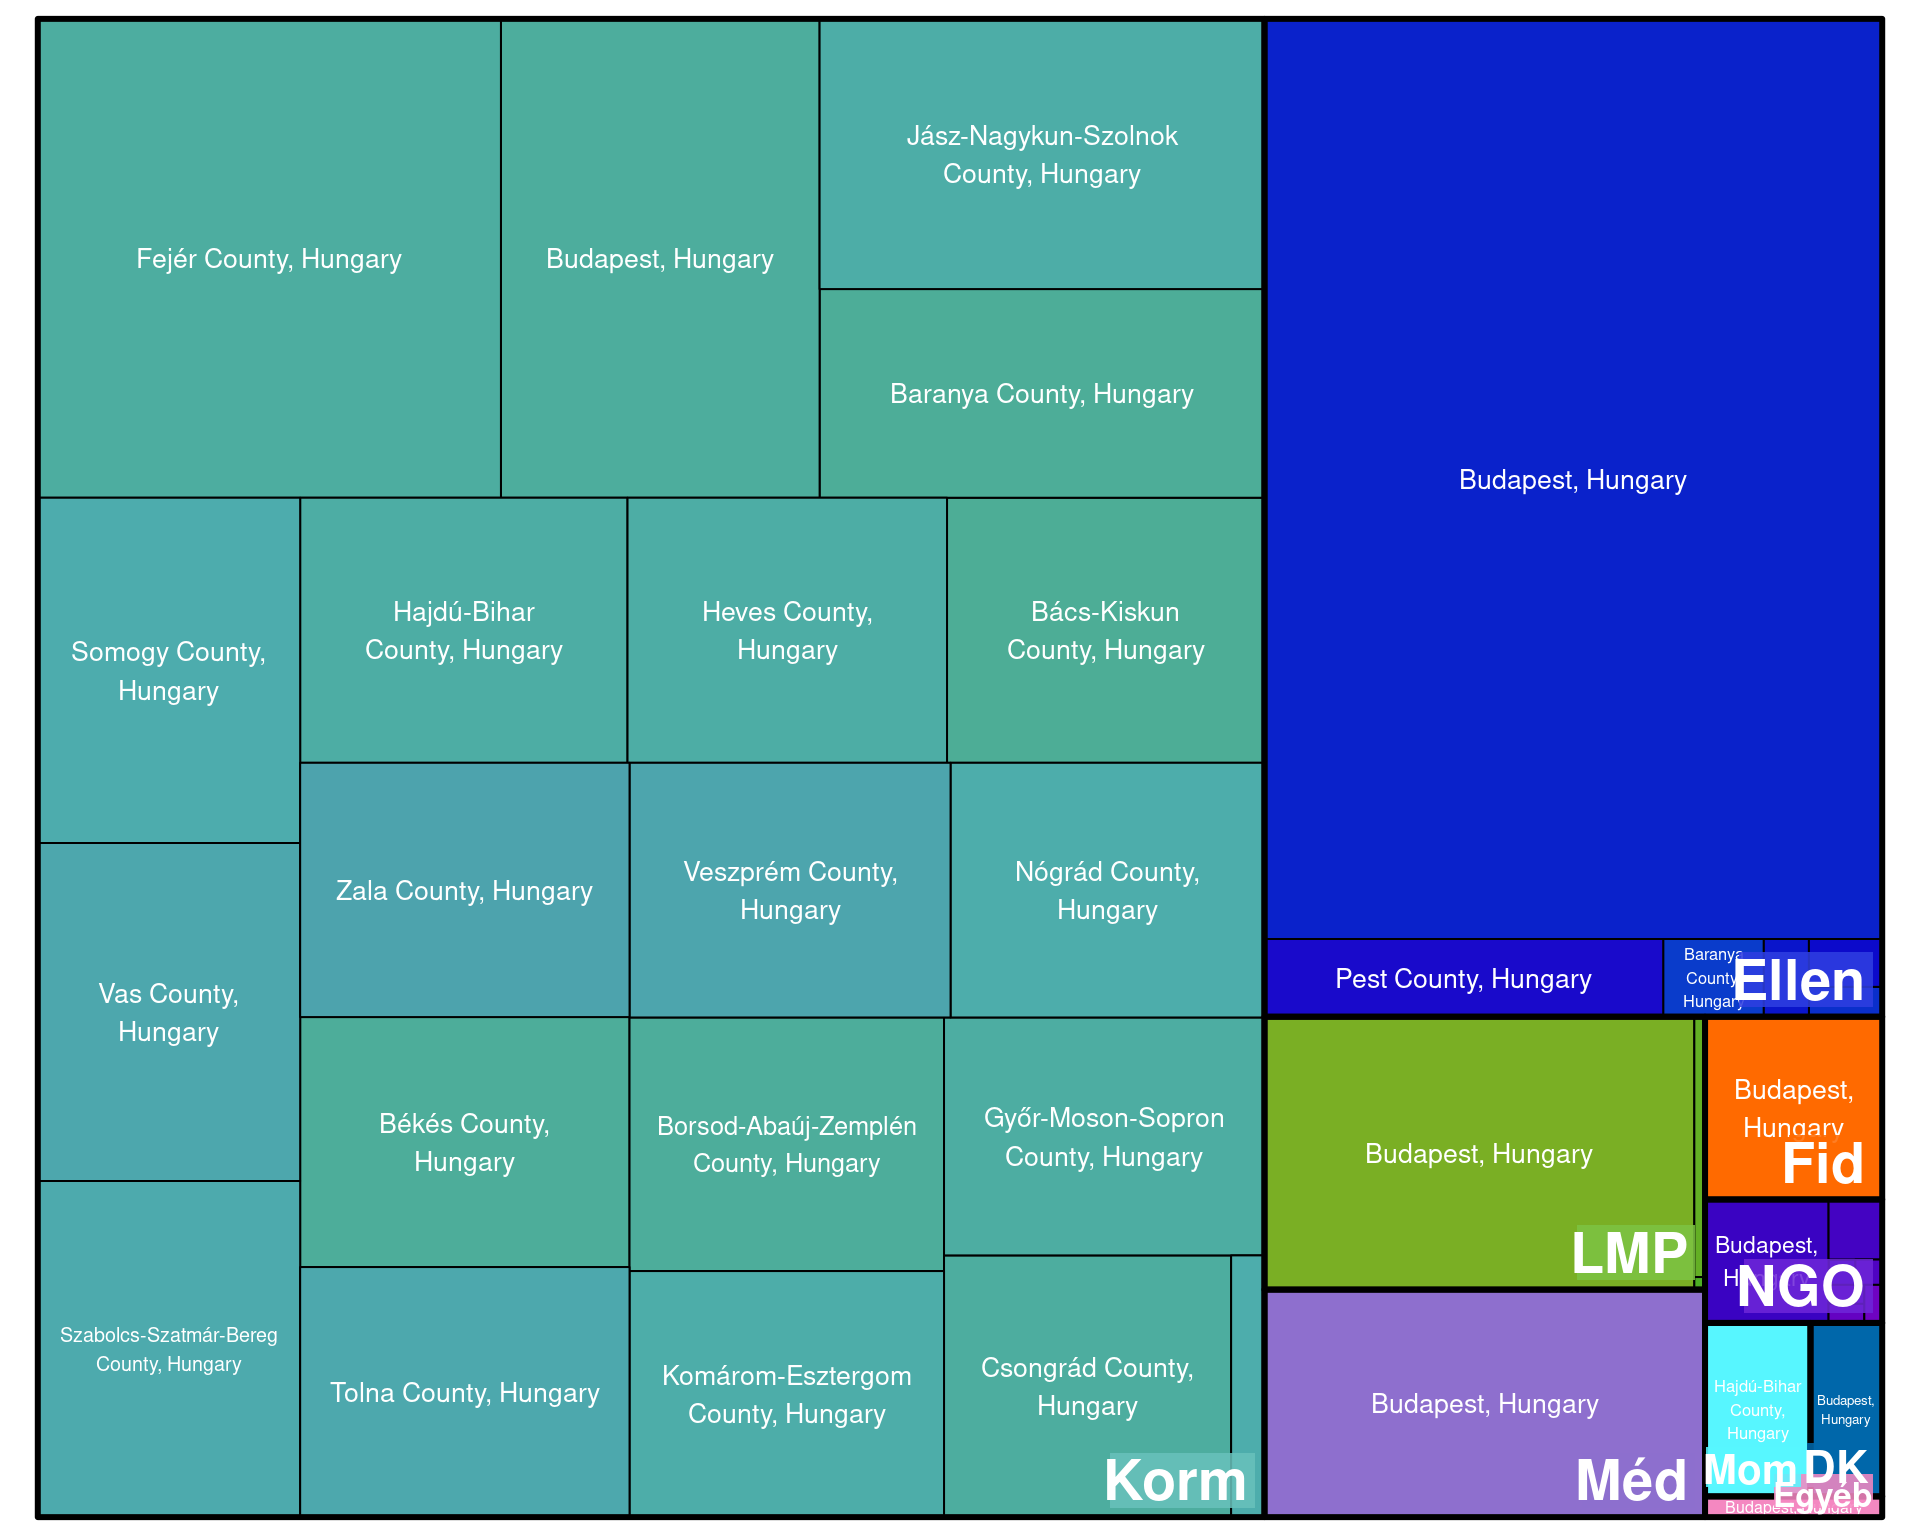 Fejér County, Hungary
Budapest, Hungary
Jász-Nagykun-Szolnok
County, Hungary
Baranya County, Hungary
Somogy County,
Hungary
Hajdú-Bihar
County, Hungary
Heves County,
Hungary
Bács-Kiskun
County, Hungary
Vas County,
Hungary
Zala County, Hungary
Veszprém County,
Hungary
Nógrád County,
Hungary
Szabolcs-Szatmár-Bereg
County, Hungary
Békés County,
Hungary
Borsod-Abaúj-Zemplén
County, Hungary
Győr-Moson-Sopron
County, Hungary
Tolna County, Hungary
Komárom-Esztergom
County, Hungary
Csongrád County,
Hungary
Korm
Budapest, Hungary
Pest County, Hungary
Baranya
County,
Hungary
Ellen
Budapest, Hungary
LMP
Budapest,
Hungary
Fid
Budapest,
Hungary
NGO
Budapest, Hungary
Méd
Hajdú-Bihar
County,
Hungary
Mom
Budapest,
Hungary
DK
Egyéb
Budapest, Hungary